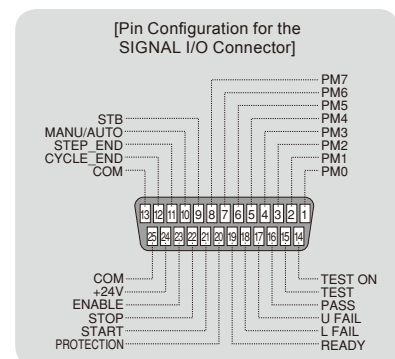 [Pin Configuration for the
SIGNAL I/O Connector]
PM7
PM6
PM5
PM4
PM3
PM2
PM1
PM0
STB
MANU/AUTO
STEP_END
CYCLE_END
COM
13 12 11 10 9 8 7 6 5 4 3 2 1
25 24 23 22 21 20 19 18 17 16 15 14
COM
+24V
ENABLE
STOP
START
PROTECTION
TEST ON
TEST
PASS
U FAIL
L FAIL
READY